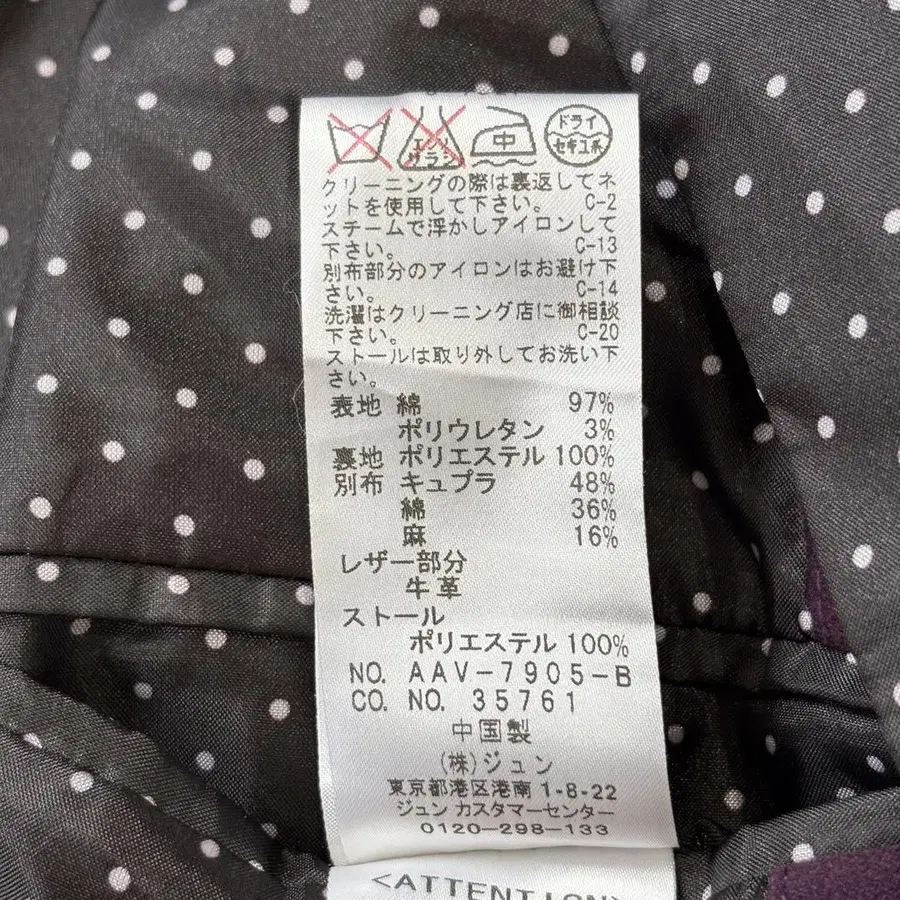 エンソ
サラシ
中
ドライ
セキユ系
クリーニングの際は裏返してネ
ットを使用して下さい。 C-2
スチームで浮かしアイロンして
下さい。 C-13
別布部分のアイロンはお避け下
さい。 C-14
洗濯はクリーニング店に御相談
下さい。 C-20
ストールは取り外してお洗い下
さい。
表地 綿 97%
ポリウレタン 3%
裏地 ポリエステル 100%
別布 キュプラ 48%
綿 36%
麻 16%
レザー部分
牛革
ストール
ポリエステル 100%
NO. AAV-7905-B
CO. NO. 35761
中国製
(株)ジュン
東京都港区港南 1-8-22
ジュン カスタマーセンター
0120-298-133
<ATTENTION>